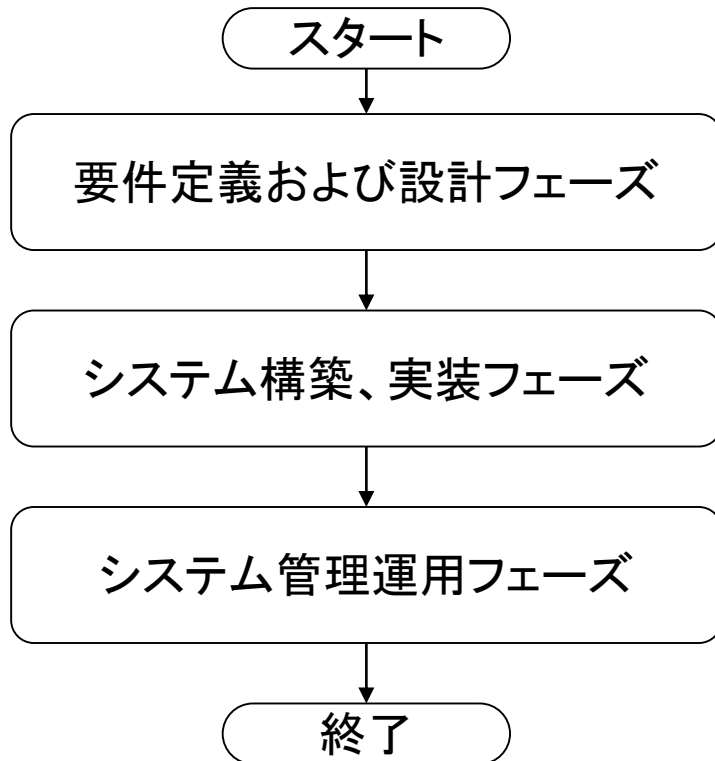 スタート
要件定義および設計フェーズ
システム構築、実装フェーズ
システム管理運用フェーズ
終了